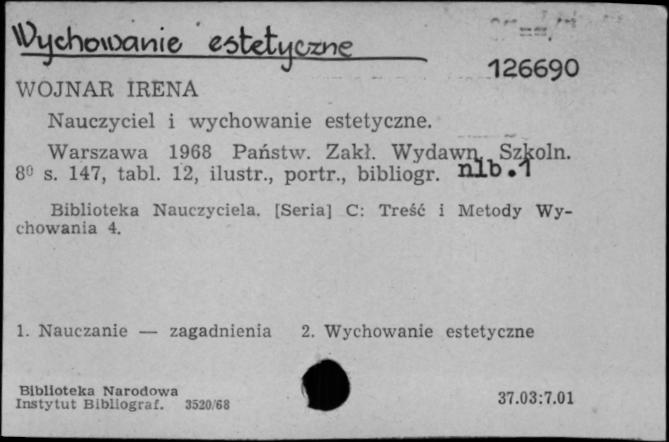 Wychowanie estetyczne
126690
WOJNAR IRENA
Nauczyciel i wychowanie estetyczne.
Warszawa 1968 Państw. Zakł. Wydawn. Szkoln.
8⁰ s. 147, tabl. 12, ilustr., portr., bibliogr. nlb.1
Biblioteka Nauczyciela. [Seria] C: Treść i Metody Wy-
chowania 4.
1. Nauczanie — zagadnienia 2. Wychowanie estetyczne
Biblioteka Narodowa
Instytut Bibliograf. 3520/68
37.03:7.01